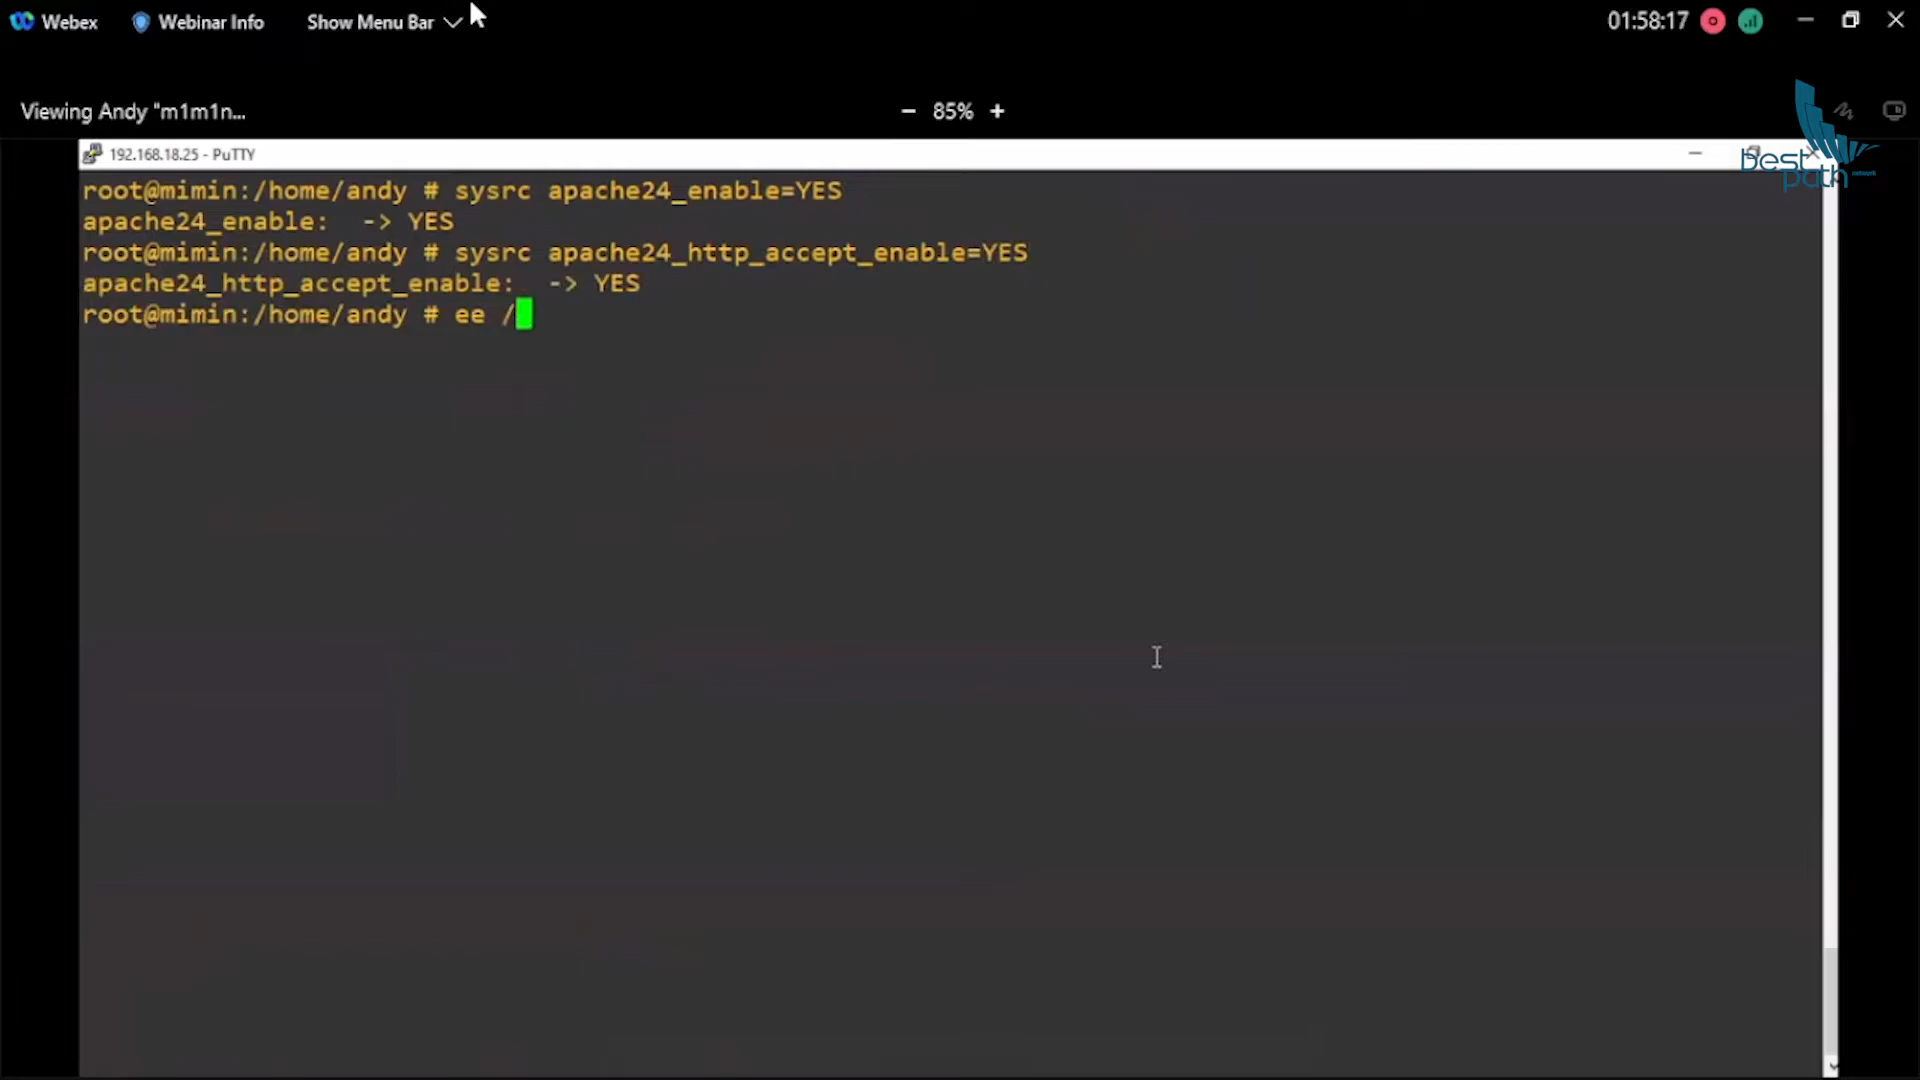 Webex Webinar Info Show Menu Bar 01:58:17
Viewing Andy "m1m1n... − 85% +
best path network
192.168.18.25 - PuTTY
root@mimin:/home/andy # sysrc apache24_enable=YES
apache24_enable:  -> YES
root@mimin:/home/andy # sysrc apache24_http_accept_enable=YES
apache24_http_accept_enable:  -> YES
root@mimin:/home/andy # ee /